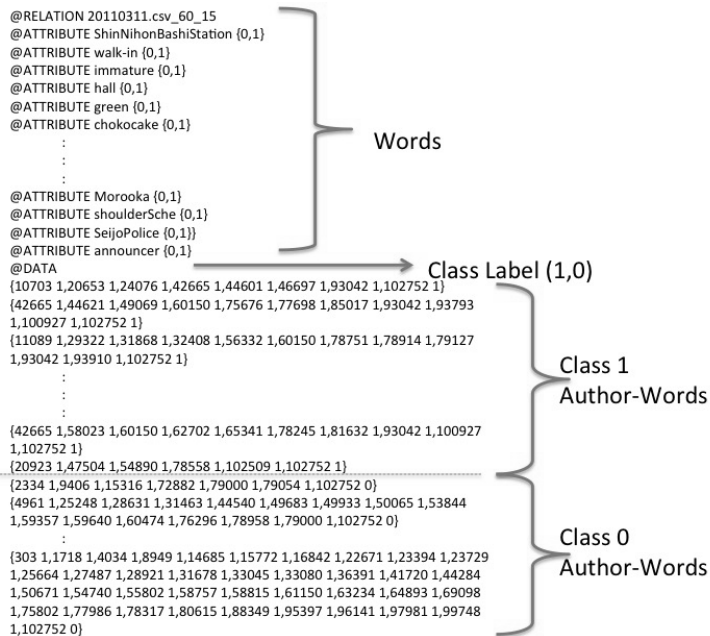 @RELATION 20110311.csv_60_15
@ATTRIBUTE ShinNihonBashiStation {0,1}
@ATTRIBUTE walk-in {0,1}
@ATTRIBUTE immature {0,1}
@ATTRIBUTE hall {0,1}
@ATTRIBUTE green {0,1}
@ATTRIBUTE chokocake {0,1}
:
:
:
Words
@ATTRIBUTE Morooka {0,1}
@ATTRIBUTE shoulderSche {0,1}
@ATTRIBUTE SeijoPolice {0,1}}
@ATTRIBUTE announcer {0,1}
@DATA
Class Label (1,0)
{10703 1,20653 1,24076 1,42665 1,44601 1,46697 1,93042 1,102752 1}
{42665 1,44621 1,49069 1,60150 1,75676 1,77698 1,85017 1,93042 1,93793
1,100927 1,102752 1}
{11089 1,29322 1,31868 1,32408 1,56332 1,60150 1,78751 1,78914 1,79127
1,93042 1,93910 1,102752 1}
:
:
:
Class 1
Author-Words
{42665 1,58023 1,60150 1,62702 1,65341 1,78245 1,81632 1,93042 1,100927
1,102752 1}
{20923 1,47504 1,54890 1,78558 1,102509 1,102752 1}
{2334 1,9406 1,15316 1,72882 1,79000 1,79054 1,102752 0}
{4961 1,25248 1,28631 1,31463 1,44540 1,49683 1,49933 1,50065 1,53844
1,59357 1,59640 1,60474 1,76296 1,78958 1,79000 1,102752 0}
:
Class 0
Author-Words
{303 1,1718 1,4034 1,8949 1,14685 1,15772 1,16842 1,22671 1,23394 1,23729
1,25664 1,27487 1,28921 1,31678 1,33045 1,33080 1,36391 1,41720 1,44284
1,50671 1,54740 1,55802 1,58757 1,58815 1,61150 1,63234 1,64893 1,69098
1,75802 1,77986 1,78317 1,80615 1,88349 1,95397 1,96141 1,97981 1,99748
1,102752 0}